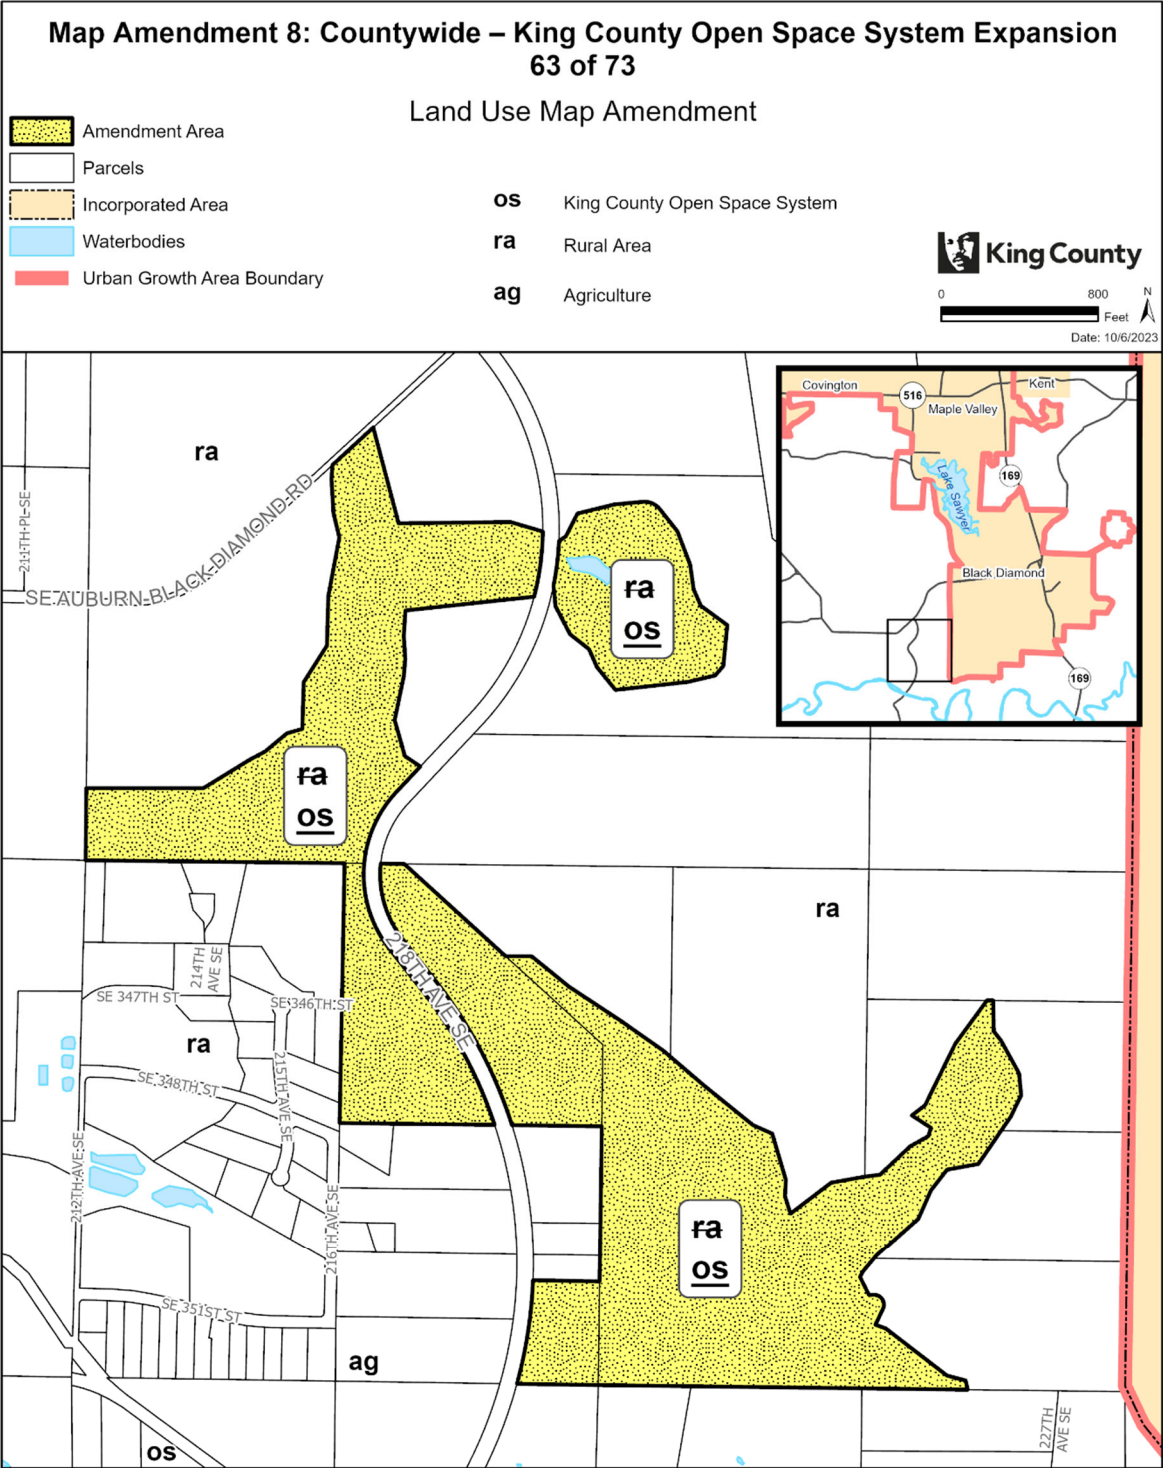 Map Amendment 8: Countywide – King County Open Space System Expansion
63 of 73
Land Use Map Amendment
Amendment Area
Parcels
Incorporated Area
Waterbodies
Urban Growth Area Boundary
os King County Open Space System
ra Rural Area
ag Agriculture
King County
0 800
Feet
N
Date: 10/6/2023
Covington
Kent
516
Maple Valley
169
Lake Sawyer
Black Diamond
169
ra
211TH PL SE
SE AUBURN-BLACK DIAMOND RD
ra
os
ra
os
ra
218TH AVE SE
214TH
AVE SE
SE 347TH ST
SE 346TH ST
ra
215TH AVE SE
SE 348TH ST
212TH AVE SE
216TH AVE SE
ra
os
SE 351ST ST
ag
227TH
AVE SE
os